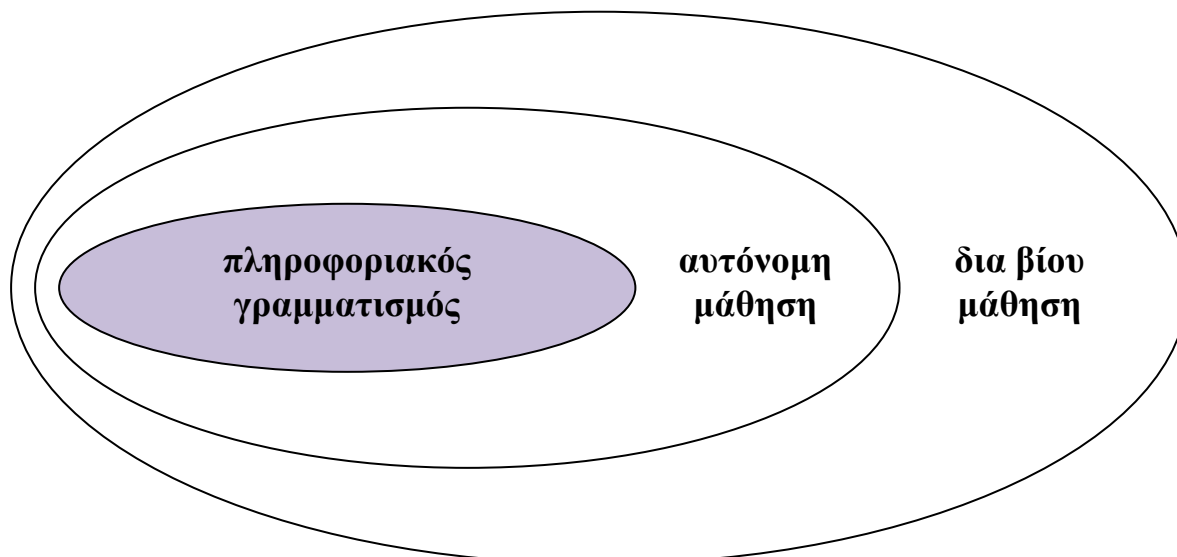 πληροφοριακός
γραμματισμός
αυτόνομη
μάθηση
δια βίου
μάθηση